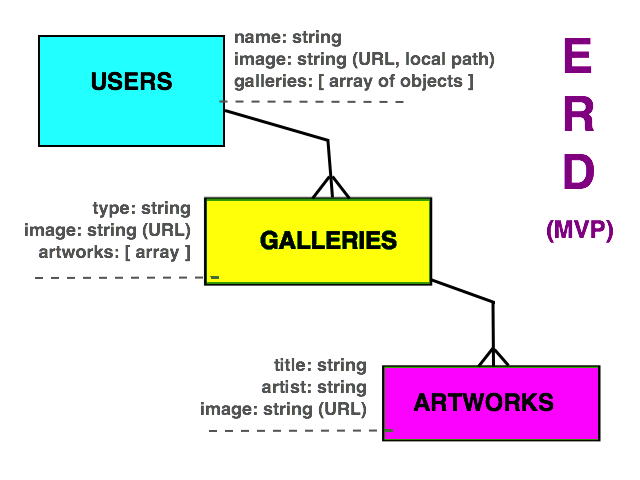 name: string
image: string (URL, local path)
galleries: [ array of objects ]
USERS
E
R
D
(MVP)
type: string
image: string (URL)
artworks: [ array ]
GALLERIES
title: string
artist: string
image: string (URL)
ARTWORKS